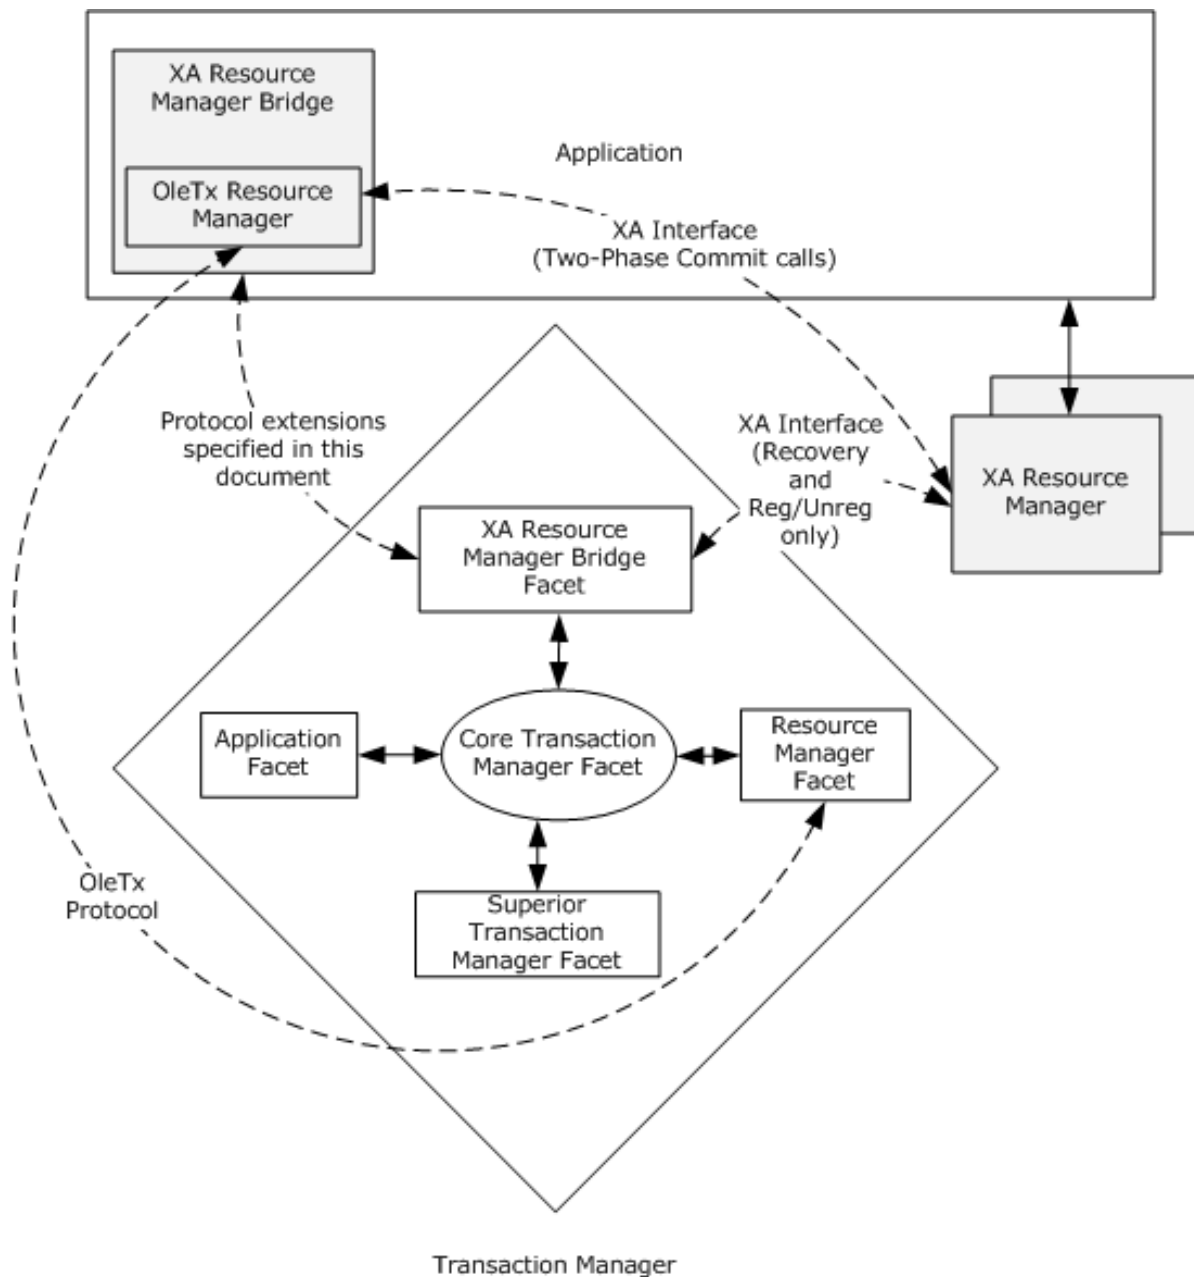 XA Resource
Manager Bridge
Application
OleTx Resource
Manager
XA Interface
(Two-Phase Commit calls)
Protocol extensions
specified in this
document
XA Interface
(Recovery
and
Reg/Unreg
only)
XA Resource
Manager
XA Resource
Manager Bridge
Facet
Application
Facet
Core Transaction
Manager Facet
Resource
Manager
Facet
OleTx
Protocol
Superior
Transaction
Manager Facet
Transaction Manager